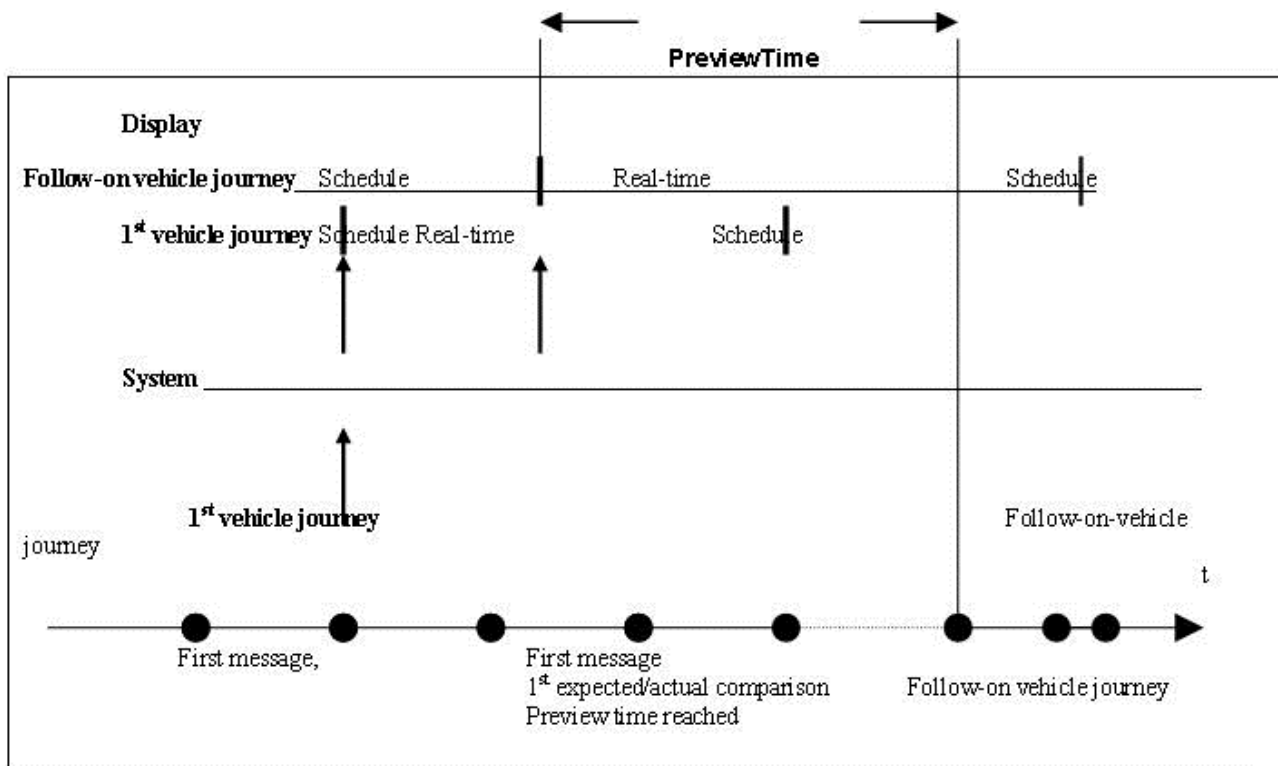 PreviewTime
Display
Follow-on vehicle journey Schedule Real-time Schedule
1st vehicle journey Schedule Real-time Schedule
System
1st vehicle journey Follow-on-vehicle
journey
t
First message, First message
1st expected/actual comparison Follow-on vehicle journey
Preview time reached